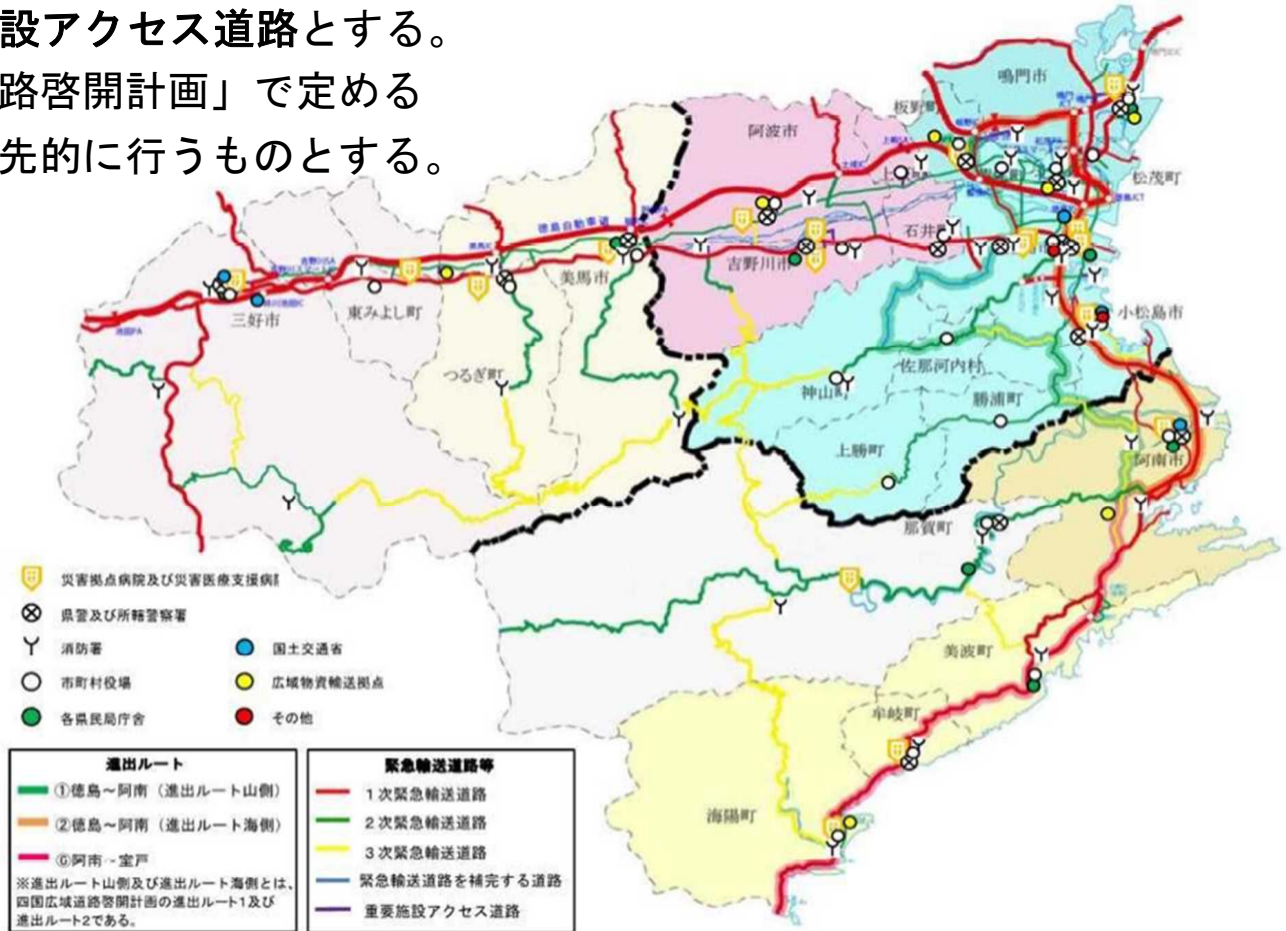 設アクセス道路とする。
路啓開計画」で定める
先的に行うものとする。
鳴門市
板野町
阿波市
松茂町
徳島自動車道
石井町
吉野川市
美馬市
三好市
東みよし町
つるぎ町
小松島市
佐那河内村
神山町
勝浦町
上勝町
阿南市
那賀町
美波町
牟岐町
海陽町
災害拠点病院及び災害医療支援病院
県警及び所轄警察署
消防署
国土交通省
市町村役場
広域物資輸送拠点
各県民局庁舎
その他
進出ルート
①徳島~阿南（進出ルート山側）
②徳島~阿南（進出ルート海側）
⑥阿南~室戸
※進出ルート山側及び進出ルート海側とは、
四国広域道路啓開計画の進出ルート1及び
進出ルート2である。
緊急輸送道路等
1次緊急輸送道路
2次緊急輸送道路
3次緊急輸送道路
緊急輸送道路を補完する道路
重要施設アクセス道路